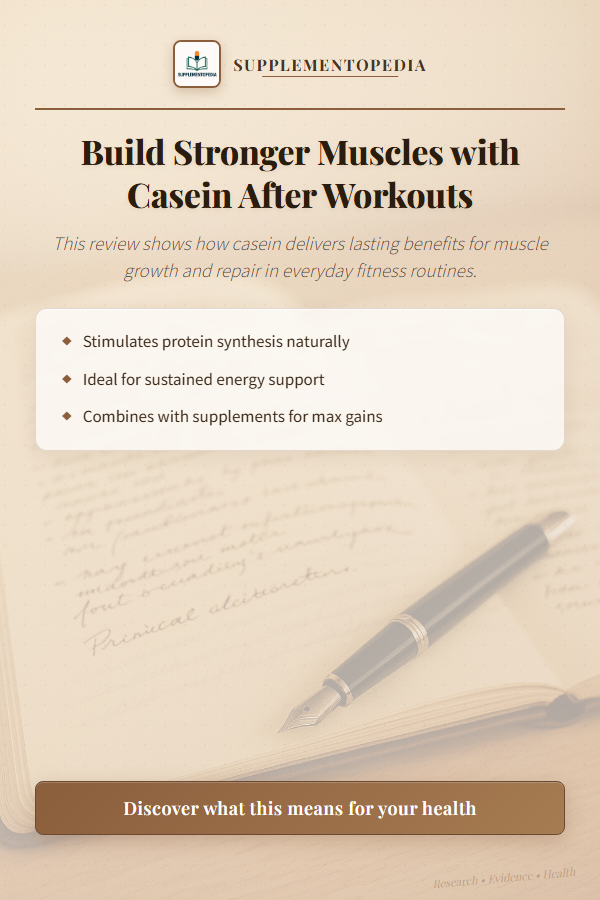 SUPPLEMENTOPEDIA
SUPPLEMENTOPEDIA
Build Stronger Muscles with
Casein After Workouts
This review shows how casein delivers lasting benefits for muscle
growth and repair in everyday fitness routines.
Stimulates protein synthesis naturally
Ideal for sustained energy support
Combines with supplements for max gains
Discover what this means for your health
Research • Evidence • Health